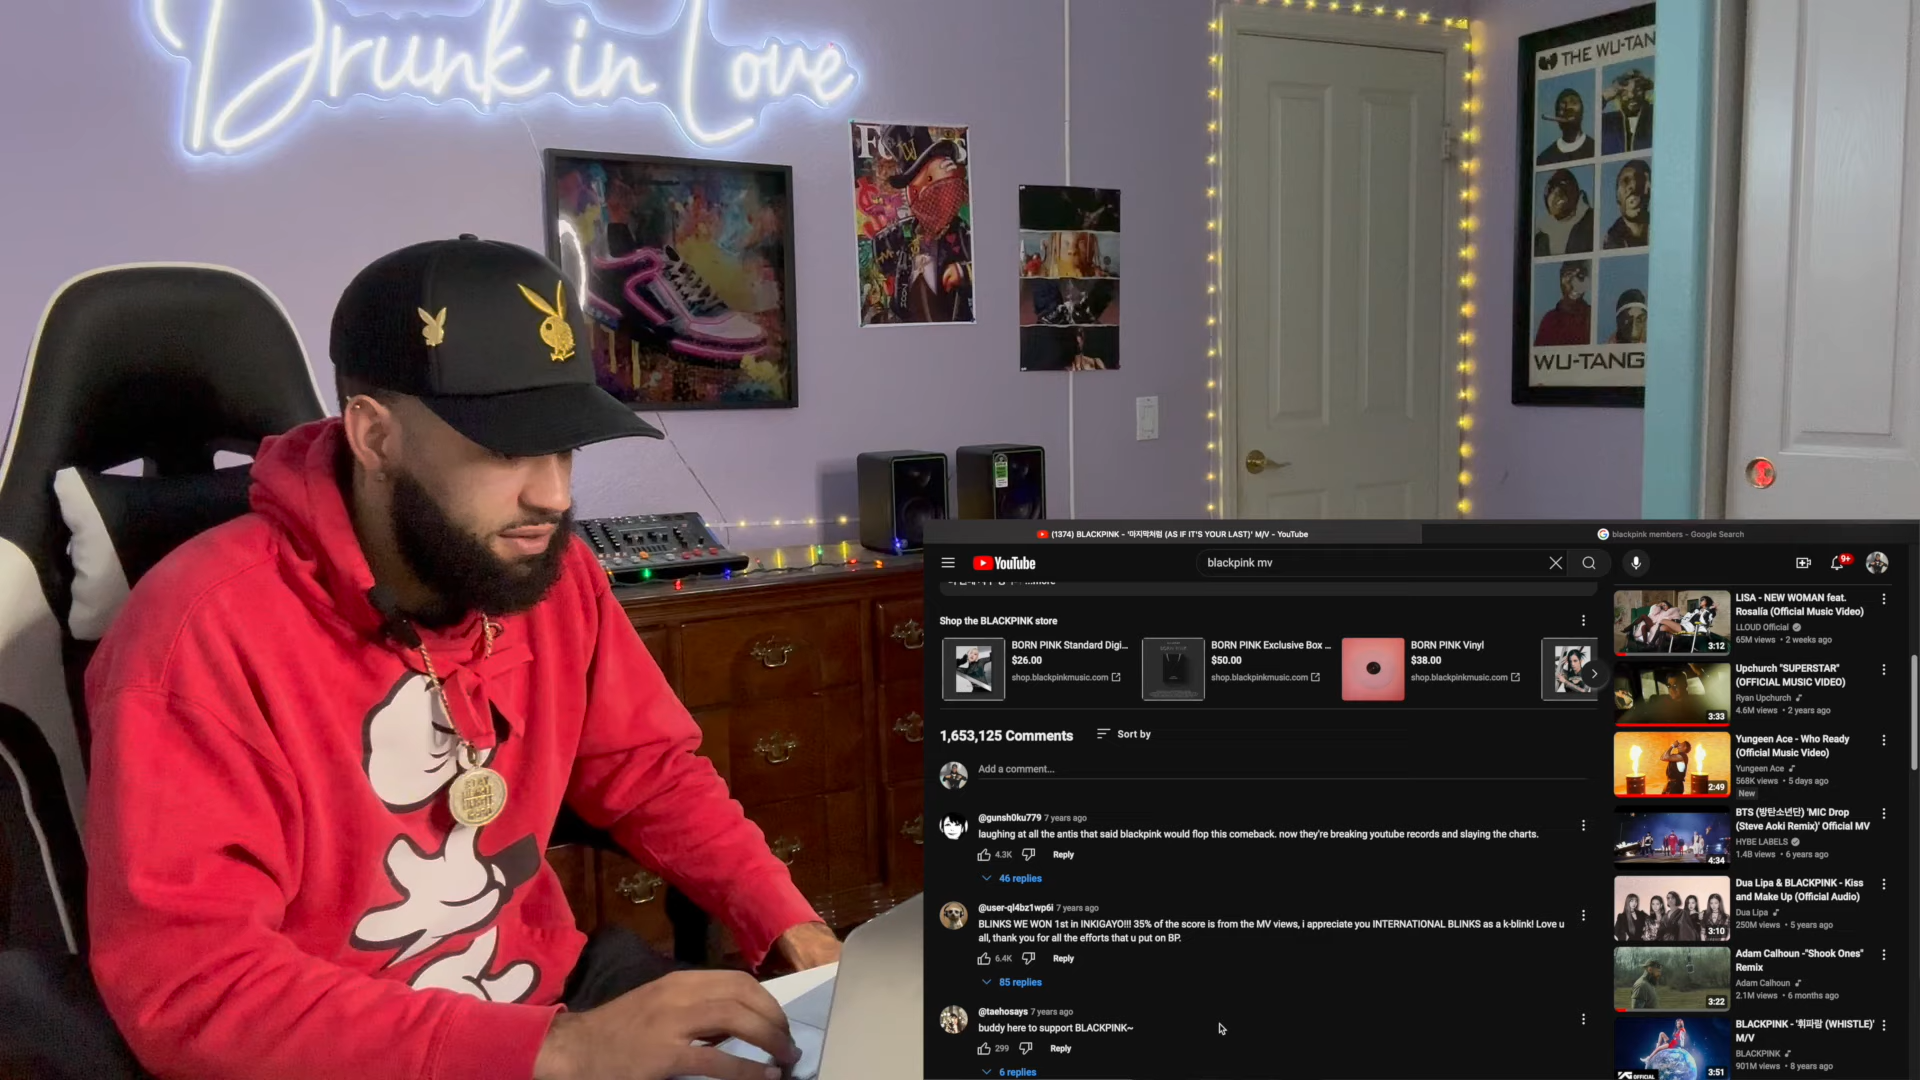 Drunk in Love
THE WU-TAN
WU-TANG
(1374) BLACKPINK - '마지막처럼 (AS IF IT'S YOUR LAST)' M/V - YouTube
blackpink members - Google Search
YouTube
blackpink mv
9+
...more
Shop the BLACKPINK store
BORN PINK Standard Digi...
$26.00
shop.blackpinkmusic.com
BORN PINK Exclusive Box ...
$50.00
shop.blackpinkmusic.com
BORN PINK Vinyl
$38.00
shop.blackpinkmusic.com
1,653,125 Comments
Sort by
Add a comment...
@gunsh0ku779 7 years ago
laughing at all the antis that said blackpink would flop this comeback. now they're breaking youtube records and slaying the charts.
4.3K
Reply
46 replies
@user-ql4bz1wp6i 7 years ago
BLINKS WE WON 1st in INKIGAYO!!! 35% of the score is from the MV views, i appreciate you INTERNATIONAL BLINKS as a k-blink! Love u
all, thank you for all the efforts that u put on BP.
6.4K
Reply
85 replies
@taehosays 7 years ago
buddy here to support BLACKPINK~
299
Reply
6 replies
LISA - NEW WOMAN feat.
Rosalía (Official Music Video)
LLOUD Official
65M views • 2 weeks ago
3:12
Upchurch "SUPERSTAR"
(OFFICIAL MUSIC VIDEO)
Ryan Upchurch
4.6M views • 2 years ago
3:33
Yungeen Ace - Who Ready
(Official Music Video)
Yungeen Ace
568K views • 5 days ago
New
2:49
BTS (방탄소년단) 'MIC Drop
(Steve Aoki Remix)' Official MV
HYBE LABELS
1.4B views • 6 years ago
4:34
Dua Lipa & BLACKPINK - Kiss
and Make Up (Official Audio)
Dua Lipa
250M views • 5 years ago
3:10
Adam Calhoun -"Shook Ones"
Remix
Adam Calhoun
2.1M views • 6 months ago
3:22
BLACKPINK - '휘파람 (WHISTLE)'
M/V
BLACKPINK
901M views • 8 years ago
3:51